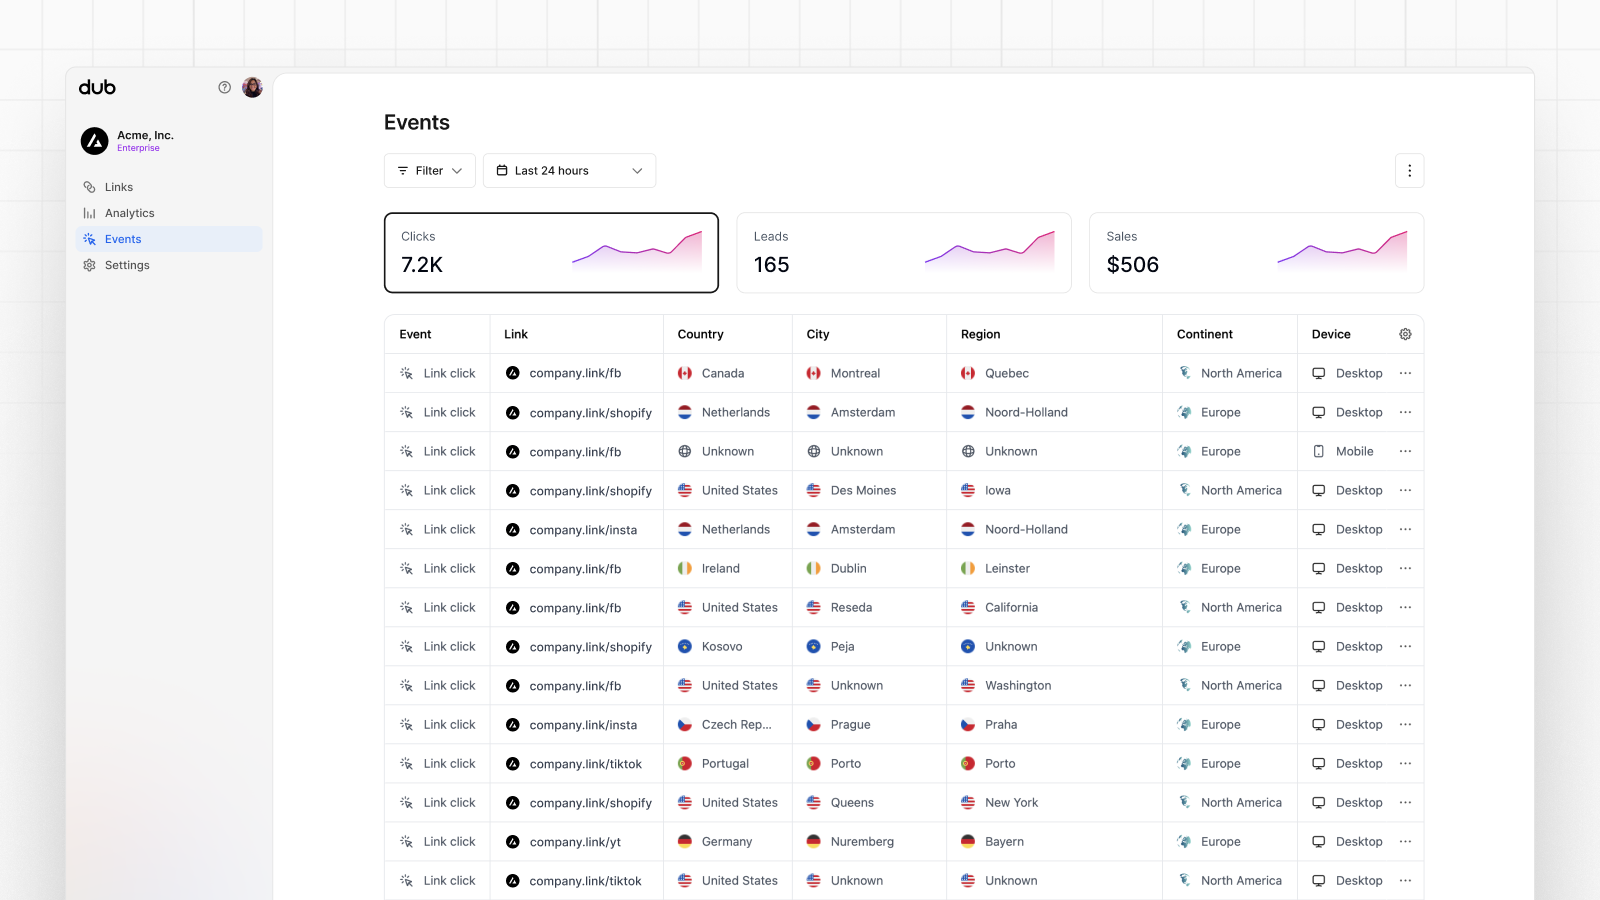 dub
Acme, Inc.
Enterprise
Links
Analytics
Events
Settings
Events
Filter Last 24 hours
Clicks
7.2K
Leads
165
Sales
$506
Event Link Country City Region Continent Device
Link click company.link/fb Canada Montreal Quebec North America Desktop
Link click company.link/shopify Netherlands Amsterdam Noord-Holland Europe Desktop
Link click company.link/fb Unknown Unknown Unknown Europe Mobile
Link click company.link/shopify United States Des Moines Iowa North America Desktop
Link click company.link/insta Netherlands Amsterdam Noord-Holland Europe Desktop
Link click company.link/fb Ireland Dublin Leinster Europe Desktop
Link click company.link/fb United States Reseda California North America Desktop
Link click company.link/shopify Kosovo Peja Unknown Europe Desktop
Link click company.link/fb United States Unknown Washington North America Desktop
Link click company.link/insta Czech Rep... Prague Praha Europe Desktop
Link click company.link/tiktok Portugal Porto Porto Europe Desktop
Link click company.link/shopify United States Queens New York North America Desktop
Link click company.link/yt Germany Nuremberg Bayern Europe Desktop
Link click company.link/tiktok United States Unknown Unknown North America Desktop